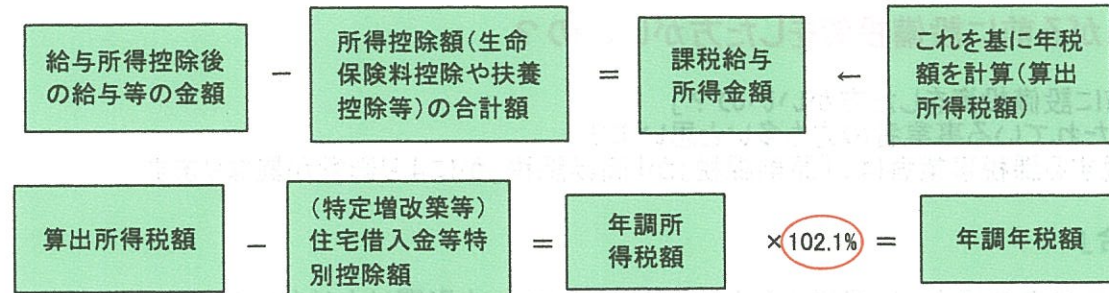 給与所得控除後
の給与等の金額
－
所得控除額(生命
保険料控除や扶養
控除等)の合計額
＝
課税給与
所得金額
←
これを基に年税
額を計算(算出
所得税額)
算出所得税額
－
(特定増改築等)
住宅借入金等特
別控除額
＝
年調所
得税額
×102.1%
＝
年調年税額